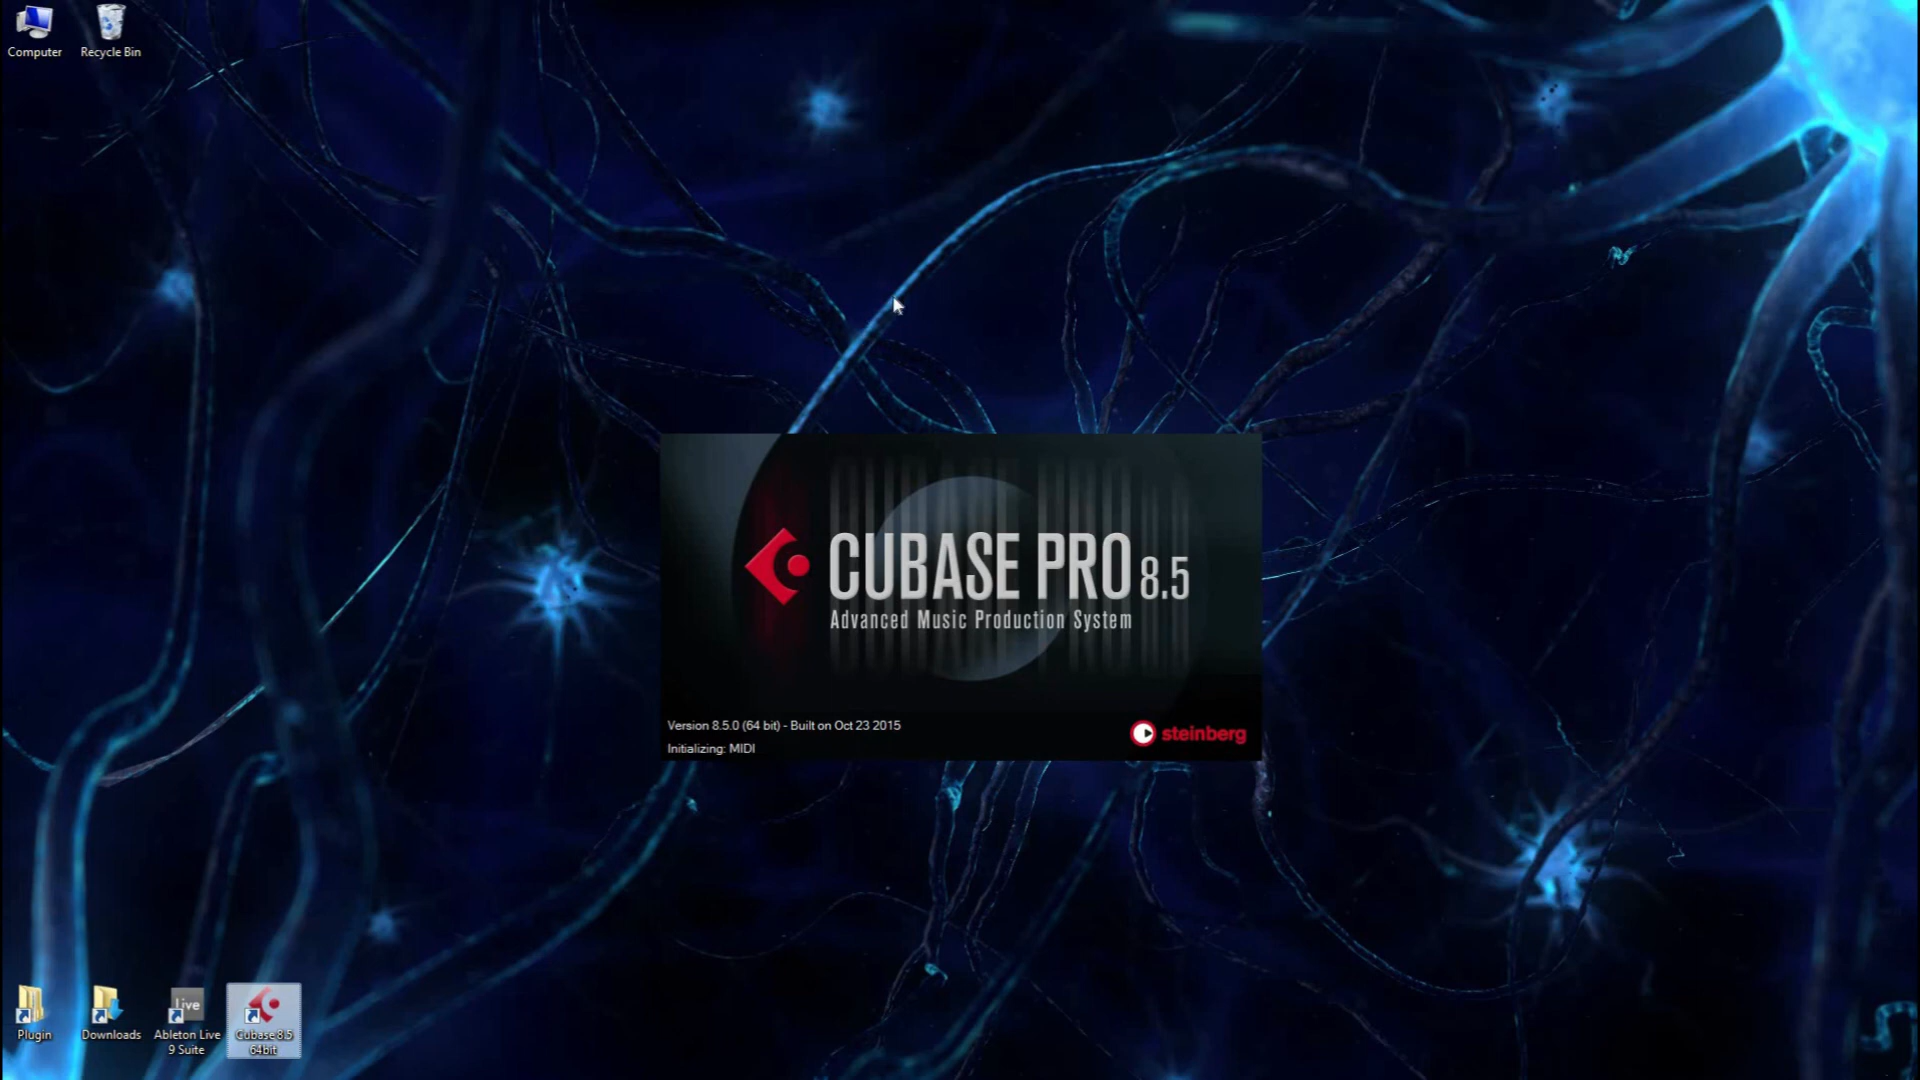 Computer
Recycle Bin
CUBASE PRO 8.5
Advanced Music Production System
Version 8.5.0 (64 bit) - Built on Oct 23 2015
Initializing: MIDI
steinberg
Plugin
Downloads
Live
Ableton Live
9 Suite
Cubase 8.5
64bit